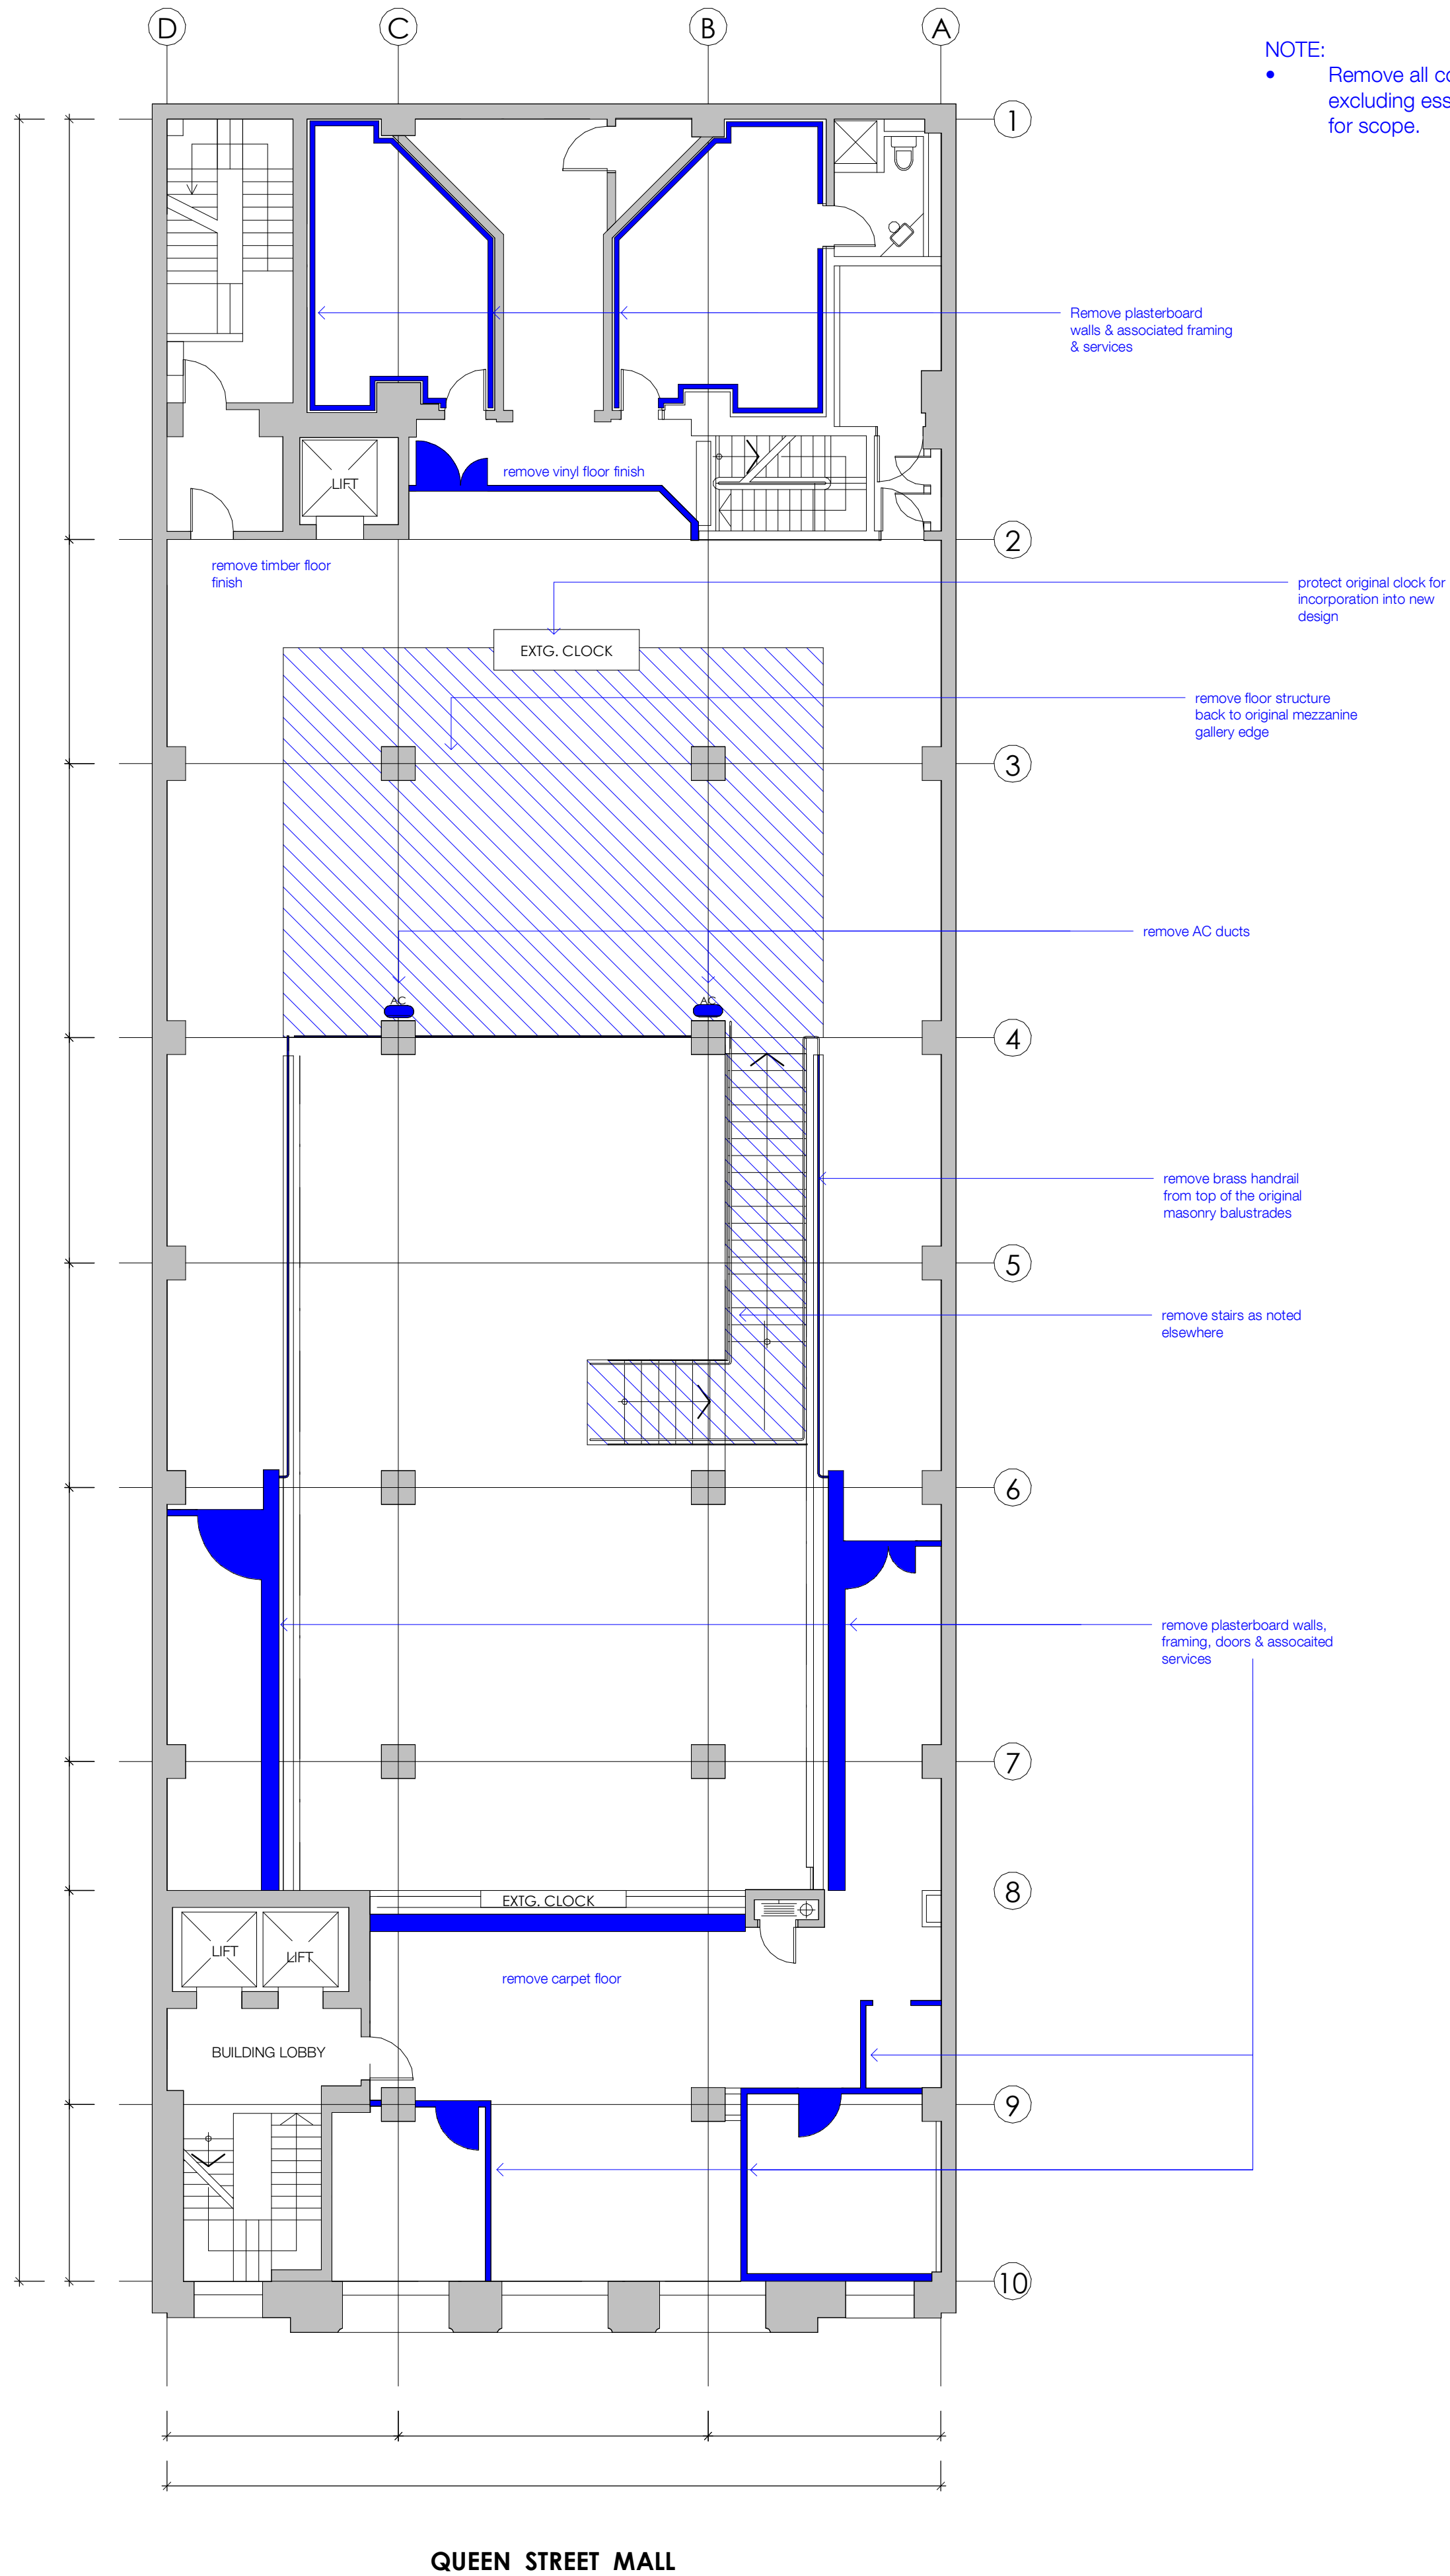 D
C
B
A
NOTE:
• Remove all
excluding
for scope.
1
Remove plasterboard
walls & associated framing
& services
LIFT
remove vinyl floor finish
2
remove timber floor
finish
protect original clock for
incorporation into new
design
EXTG. CLOCK
remove floor structure
back to original mezzanine
gallery edge
3
remove AC ducts
AC
AC
4
remove brass handrail
from top of the original
masonry balustrades
5
remove stairs as noted
elsewhere
6
remove plasterboard walls,
framing, doors & assocaited
services
7
8
EXTG. CLOCK
LIFT
LIFT
remove carpet floor
BUILDING LOBBY
9
10
QUEEN STREET MALL